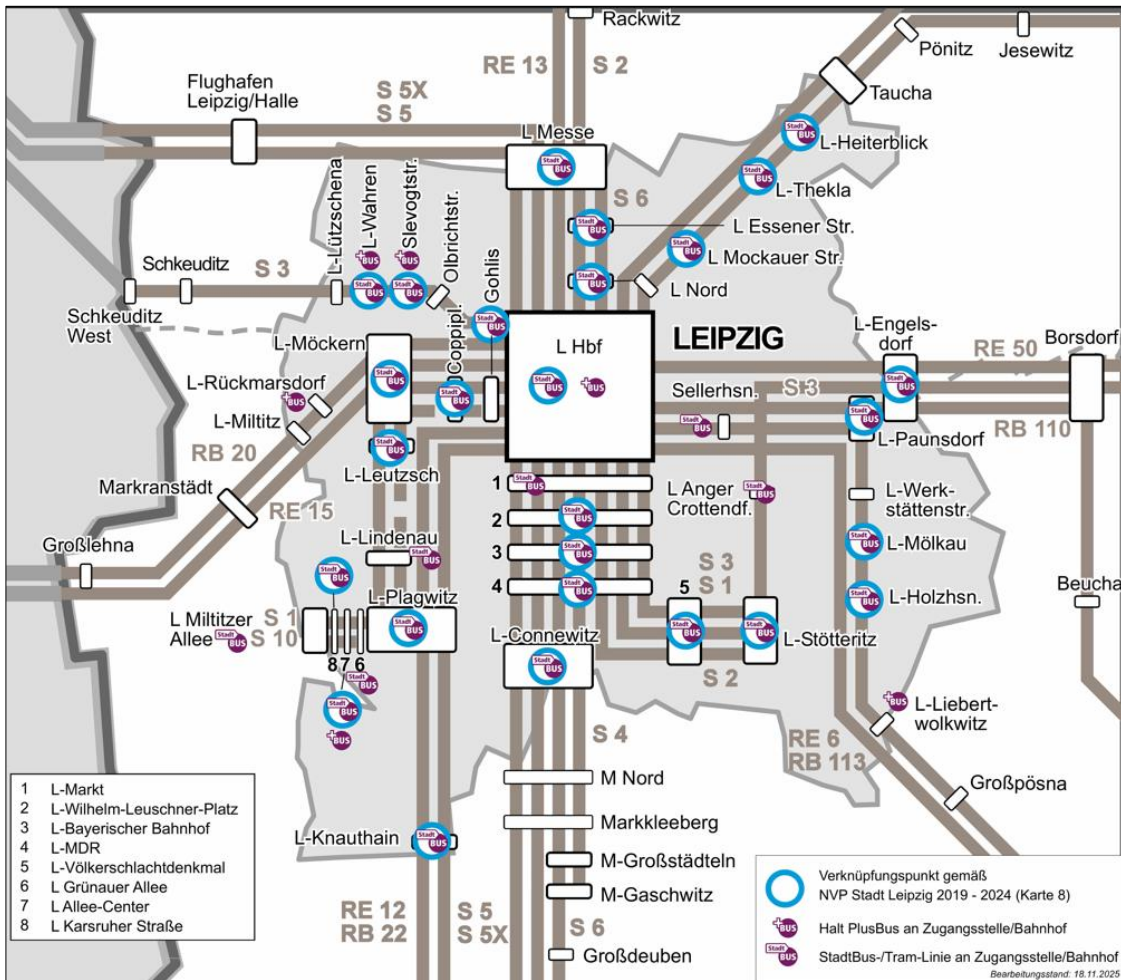 Rackwitz
RE 13
S 2
Pönitz
Jesewitz
Flughafen
Leipzig/Halle
S 5X
S 5
Taucha
L Messe
L-Heiterblick
L-Thekla
S 6
L Essener Str.
L Mockauer Str.
L Nord
L-Lützschena
L-Wahren
Slevogtstr.
Olbrichtstr.
Gohlis
Coppipl.
Schkeuditz
S 3
Schkeuditz
West
LEIPZIG
L Hbf
L-Engels-
dorf
Borsdorf
RE 50
L-Möckern
L-Rückmarsdorf
L-Miltitz
RB 20
Sellerhsn.
S 3
L-Paunsdorf
RB 110
L-Leutzsch
Markranstädt
RE 15
Großlehna
1
2
3
4
L Anger
Crottendf.
L-Werk-
stättenstr.
L-Mölkau
L-Lindenau
L-Holzhsn.
Beucha
S 3
S 1
5
L-Plagwitz
L Miltitzer
Allee
S 1
S 10
8 7 6
L-Connewitz
L-Stötteritz
S 2
L-Liebert-
wolkwitz
S 4
RE 6
RB 113
Großpösna
M Nord
Markkleeberg
L-Knauthain
M-Großstädteln
M-Gaschwitz
RE 12
RB 22
S 5
S 5X
S 6
Großdeuben
1 L-Markt
2 L-Wilhelm-Leuschner-Platz
3 L-Bayerischer Bahnhof
4 L-MDR
5 L-Völkerschlachtdenkmal
6 L Grünauer Allee
7 L Allee-Center
8 L Karsruher Straße
Verknüpfungspunkt gemäß
NVP Stadt Leipzig 2019 - 2024 (Karte 8)
+BUS
Halt PlusBus an Zugangsstelle/Bahnhof
Stadt
BUS
StadtBus-/Tram-Linie an Zugangsstelle/Bahnhof
Bearbeitungsstand: 18.11.2025